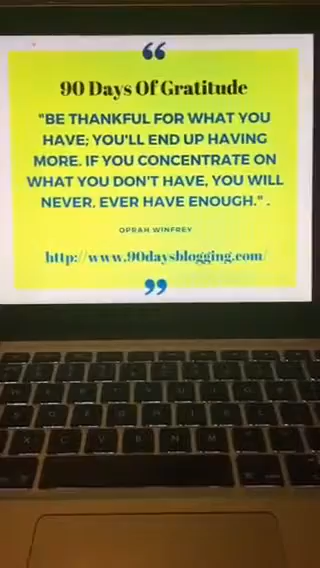 “
90 Days Of Gratitude
"BE THANKFUL FOR WHAT YOU
HAVE; YOU'LL END UP HAVING
MORE. IF YOU CONCENTRATE ON
WHAT YOU DON'T HAVE, YOU WILL
NEVER, EVER HAVE ENOUGH." .
OPRAH WINFREY
http://www.90daysblogging.com/
”
X C V B N M